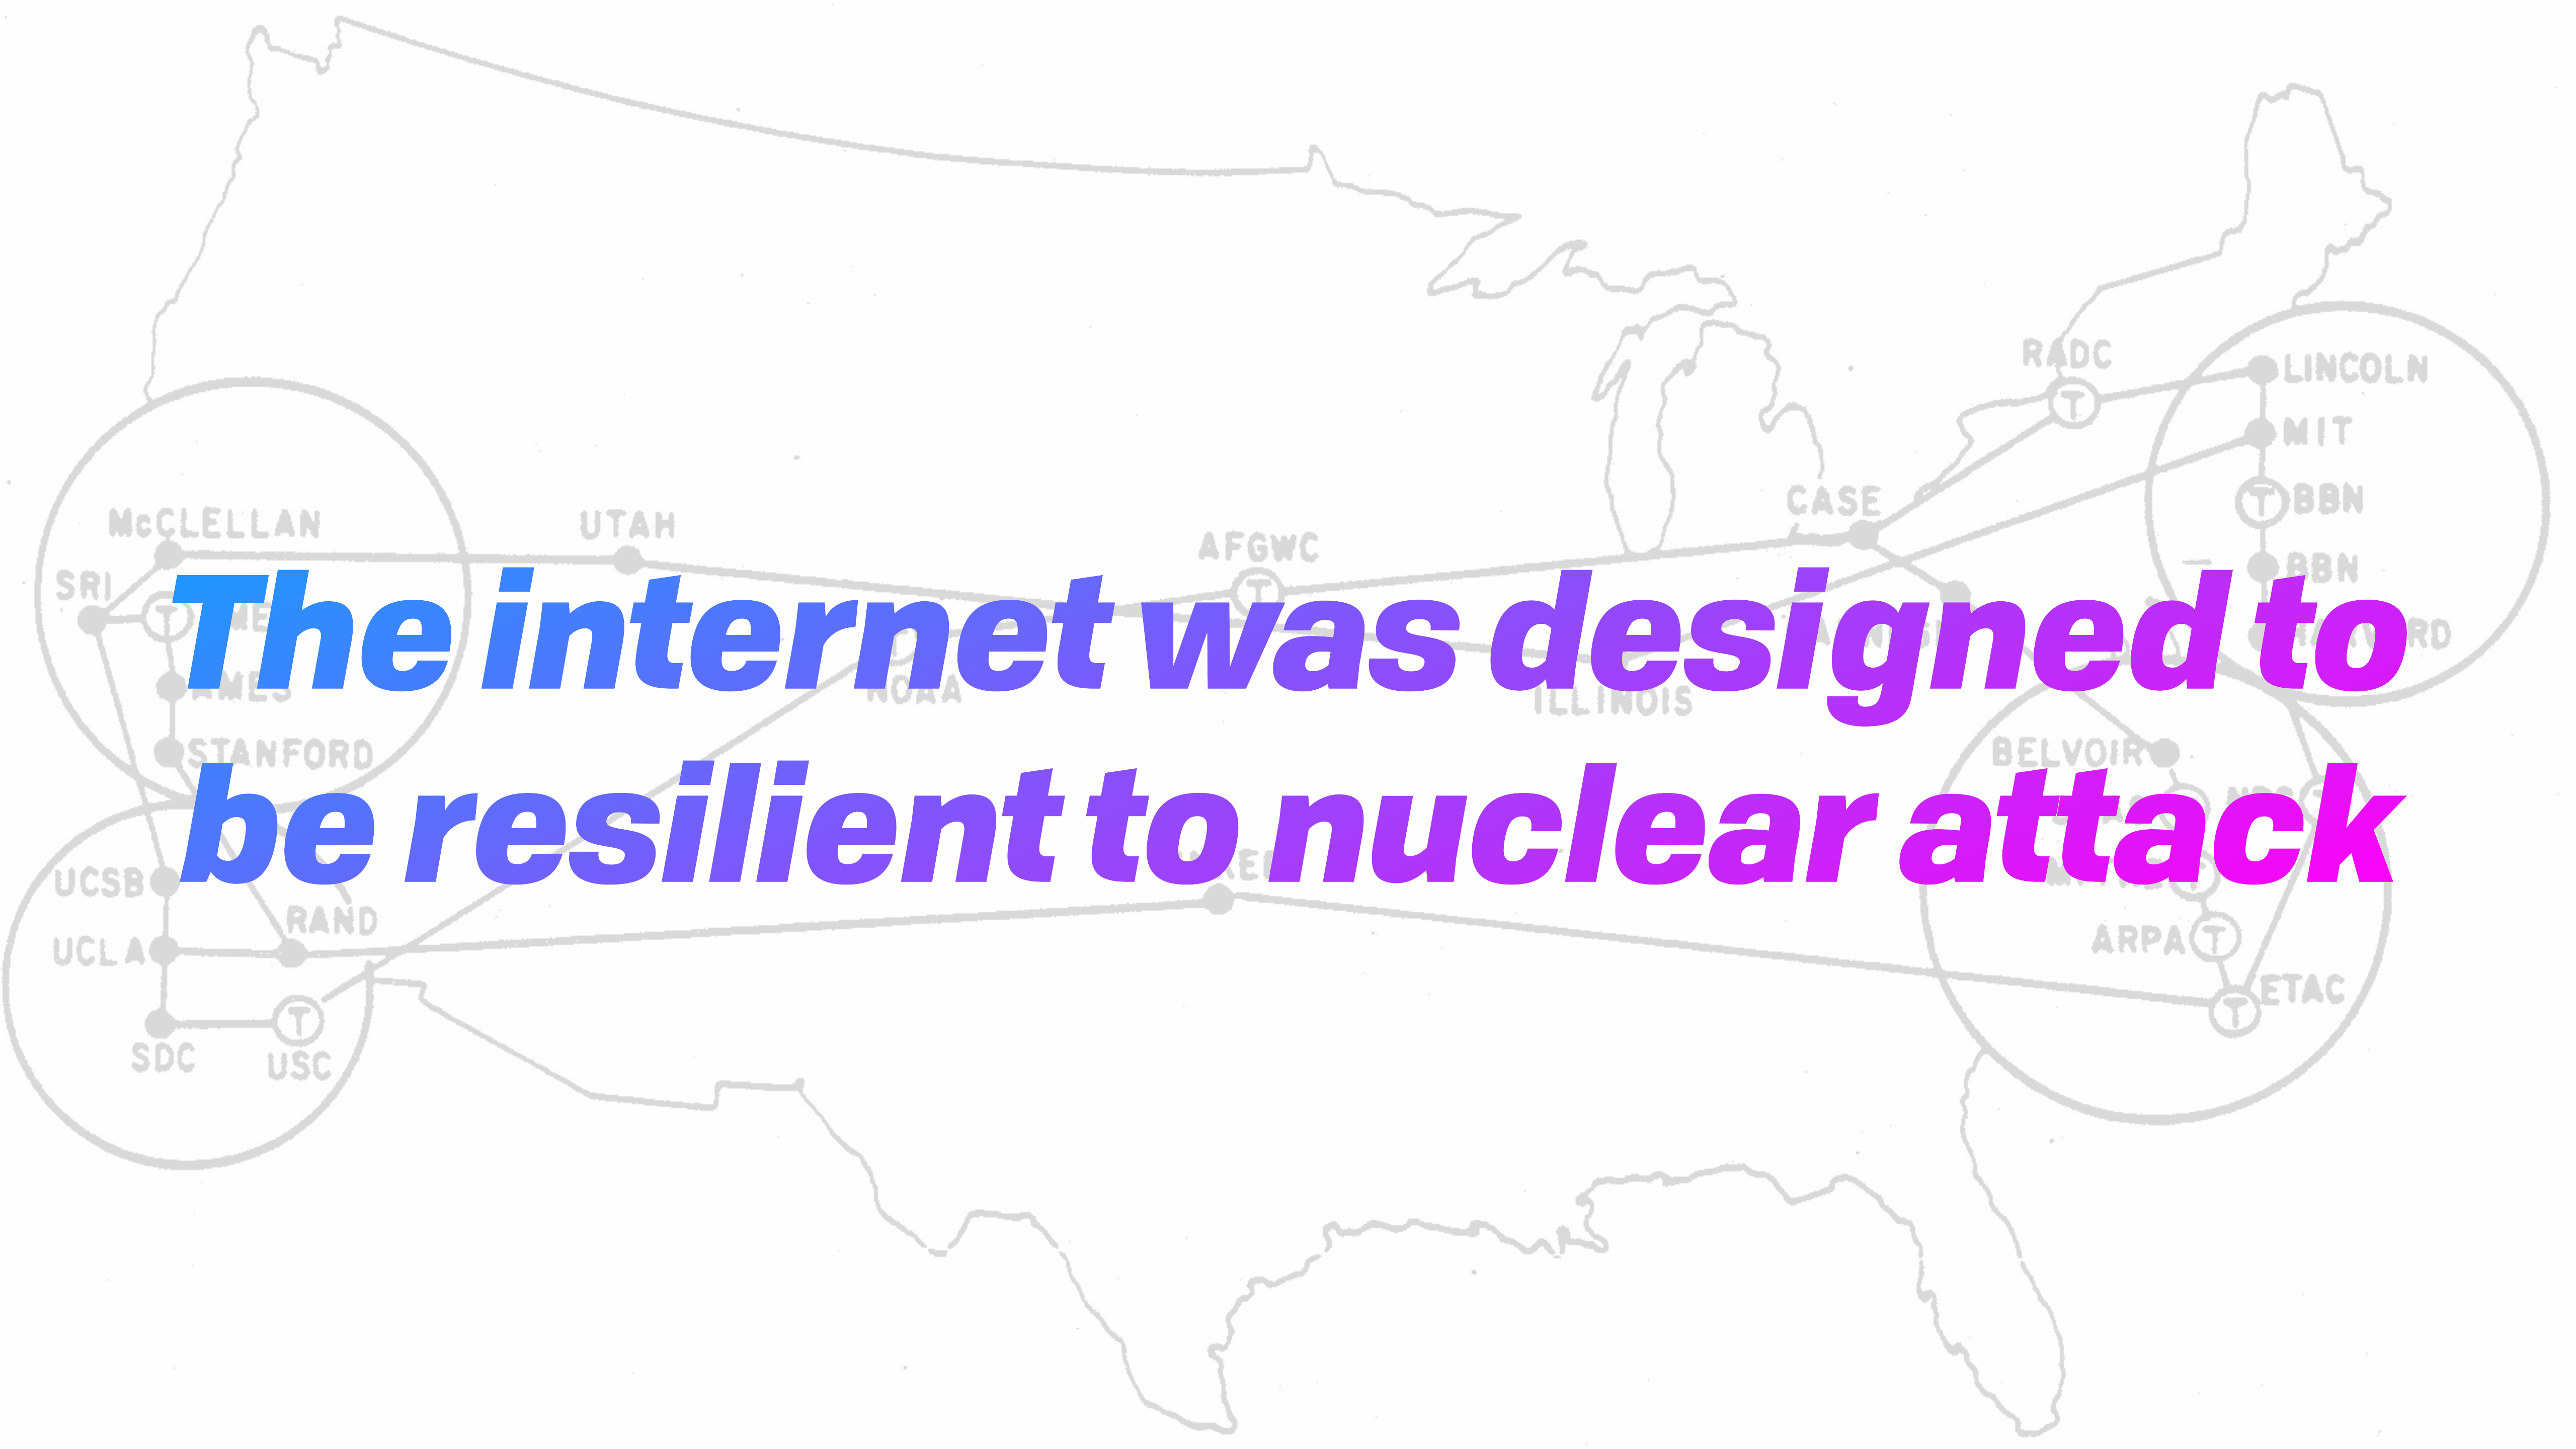 RADC
T
LINCOLN
MIT
T BBN
BBN
CASE
McCLELLAN
UTAH
AFGWC
T
SRI
T
The internet was designed to
AMES
NOAA
ILLINOIS
STANFORD
BELVOIR
be resilient to nuclear attack
UCSB
RAND
UCLA
ARPA T
ETAC
T
T
SDC
USC